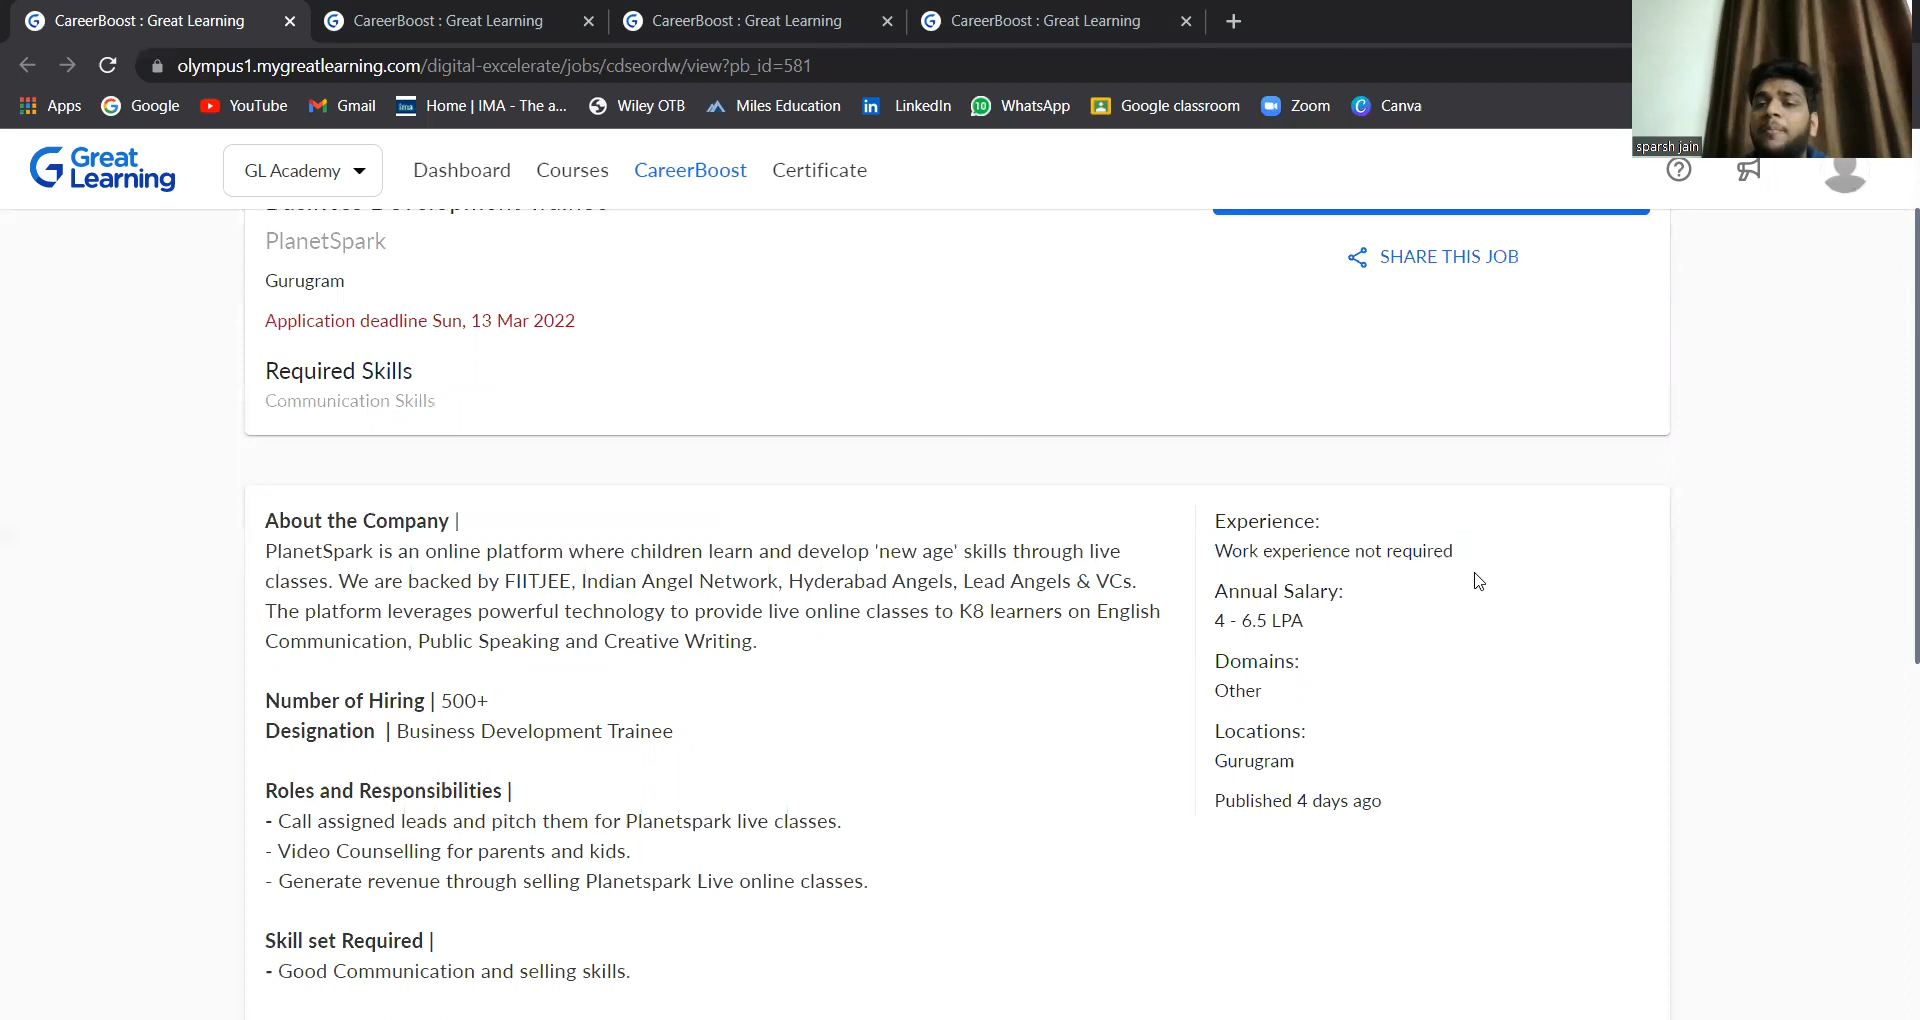 CareerBoost : Great Learning
CareerBoost : Great Learning
CareerBoost : Great Learning
CareerBoost : Great Learning
olympus1.mygreatlearning.com/digital-excelerate/jobs/cdseordw/view?pb_id=581
Apps
Google
YouTube
Gmail
Home | IMA - The a...
Wiley OTB
Miles Education
LinkedIn
10
WhatsApp
Google classroom
Zoom
Canva
sparsh jain
Great Learning
GL Academy
Dashboard
Courses
CareerBoost
Certificate
Business Development Trainee
PlanetSpark
Gurugram
Application deadline Sun, 13 Mar 2022
Required Skills
Communication Skills
SHARE THIS JOB
About the Company |
PlanetSpark is an online platform where children learn and develop 'new age' skills through live
classes. We are backed by FIITJEE, Indian Angel Network, Hyderabad Angels, Lead Angels & VCs.
The platform leverages powerful technology to provide live online classes to K8 learners on English
Communication, Public Speaking and Creative Writing.
Number of Hiring | 500+
Designation | Business Development Trainee
Roles and Responsibilities |
- Call assigned leads and pitch them for Planetspark live classes.
- Video Counselling for parents and kids.
- Generate revenue through selling Planetspark Live online classes.
Skill set Required |
- Good Communication and selling skills.
Experience:
Work experience not required
Annual Salary:
4 - 6.5 LPA
Domains:
Other
Locations:
Gurugram
Published 4 days ago